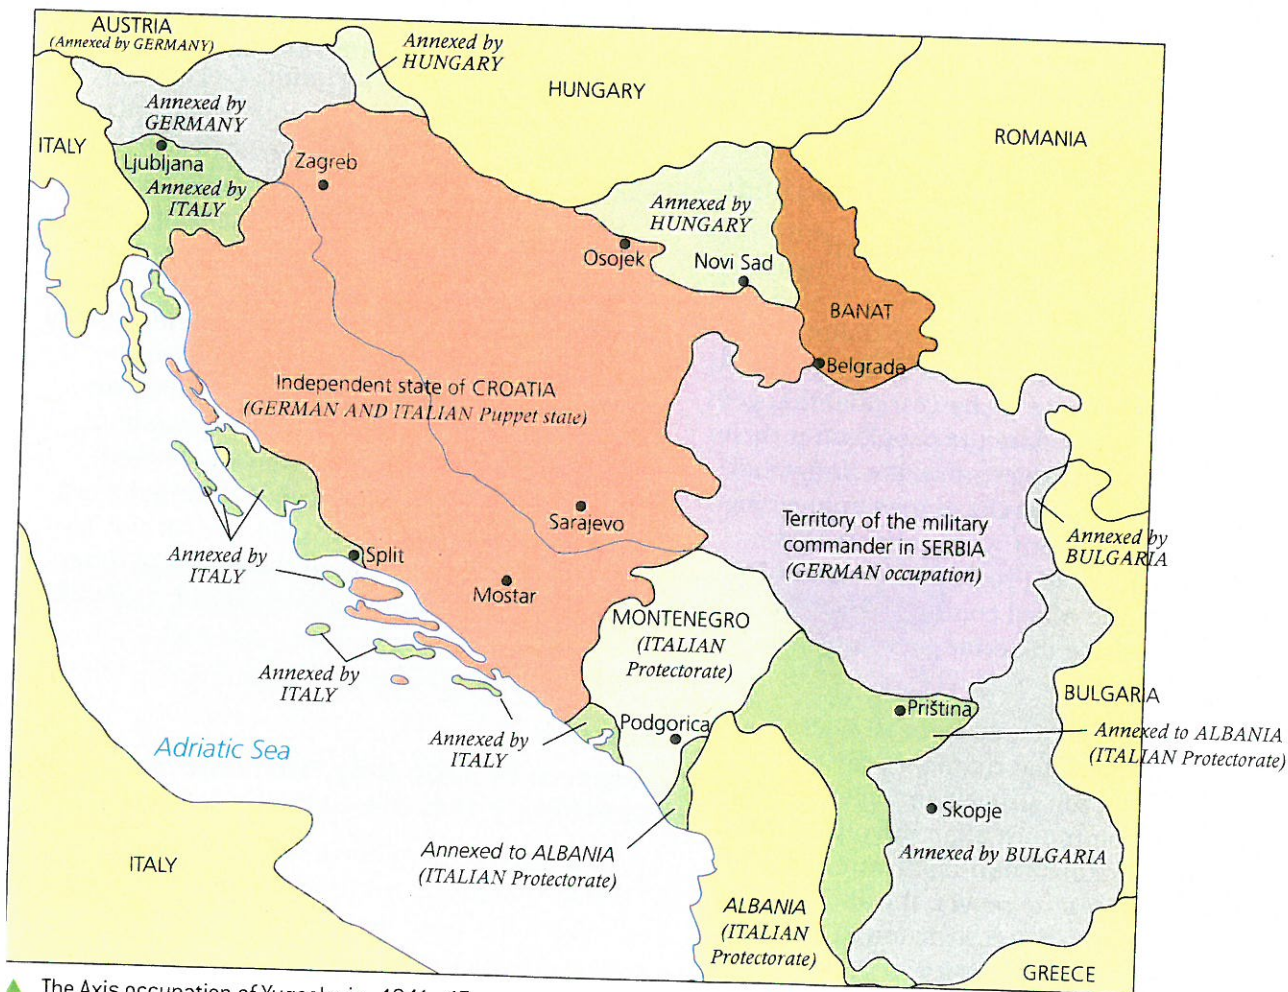 AUSTRIA
(Annexed by GERMANY)
Annexed by
HUNGARY
HUNGARY
ROMANIA
ITALY
Annexed by
GERMANY
Ljubljana
Annexed by
ITALY
Zagreb
Annexed by
HUNGARY
Osojek
Novi Sad
BANAT
Belgrade
Independent state of CROATIA
(GERMAN AND ITALIAN Puppet state)
Sarajevo
Territory of the military
commander in SERBIA
(GERMAN occupation)
Annexed by
BULGARIA
Annexed by
ITALY
Split
Mostar
MONTENEGRO
(ITALIAN
Protectorate)
Annexed by
ITALY
BULGARIA
Priština
Annexed to ALBANIA
(ITALIAN Protectorate)
Podgorica
Annexed by
ITALY
Adriatic Sea
Skopje
Annexed by BULGARIA
Annexed to ALBANIA
(ITALIAN Protectorate)
ITALY
ALBANIA
(ITALIAN
Protectorate)
GREECE